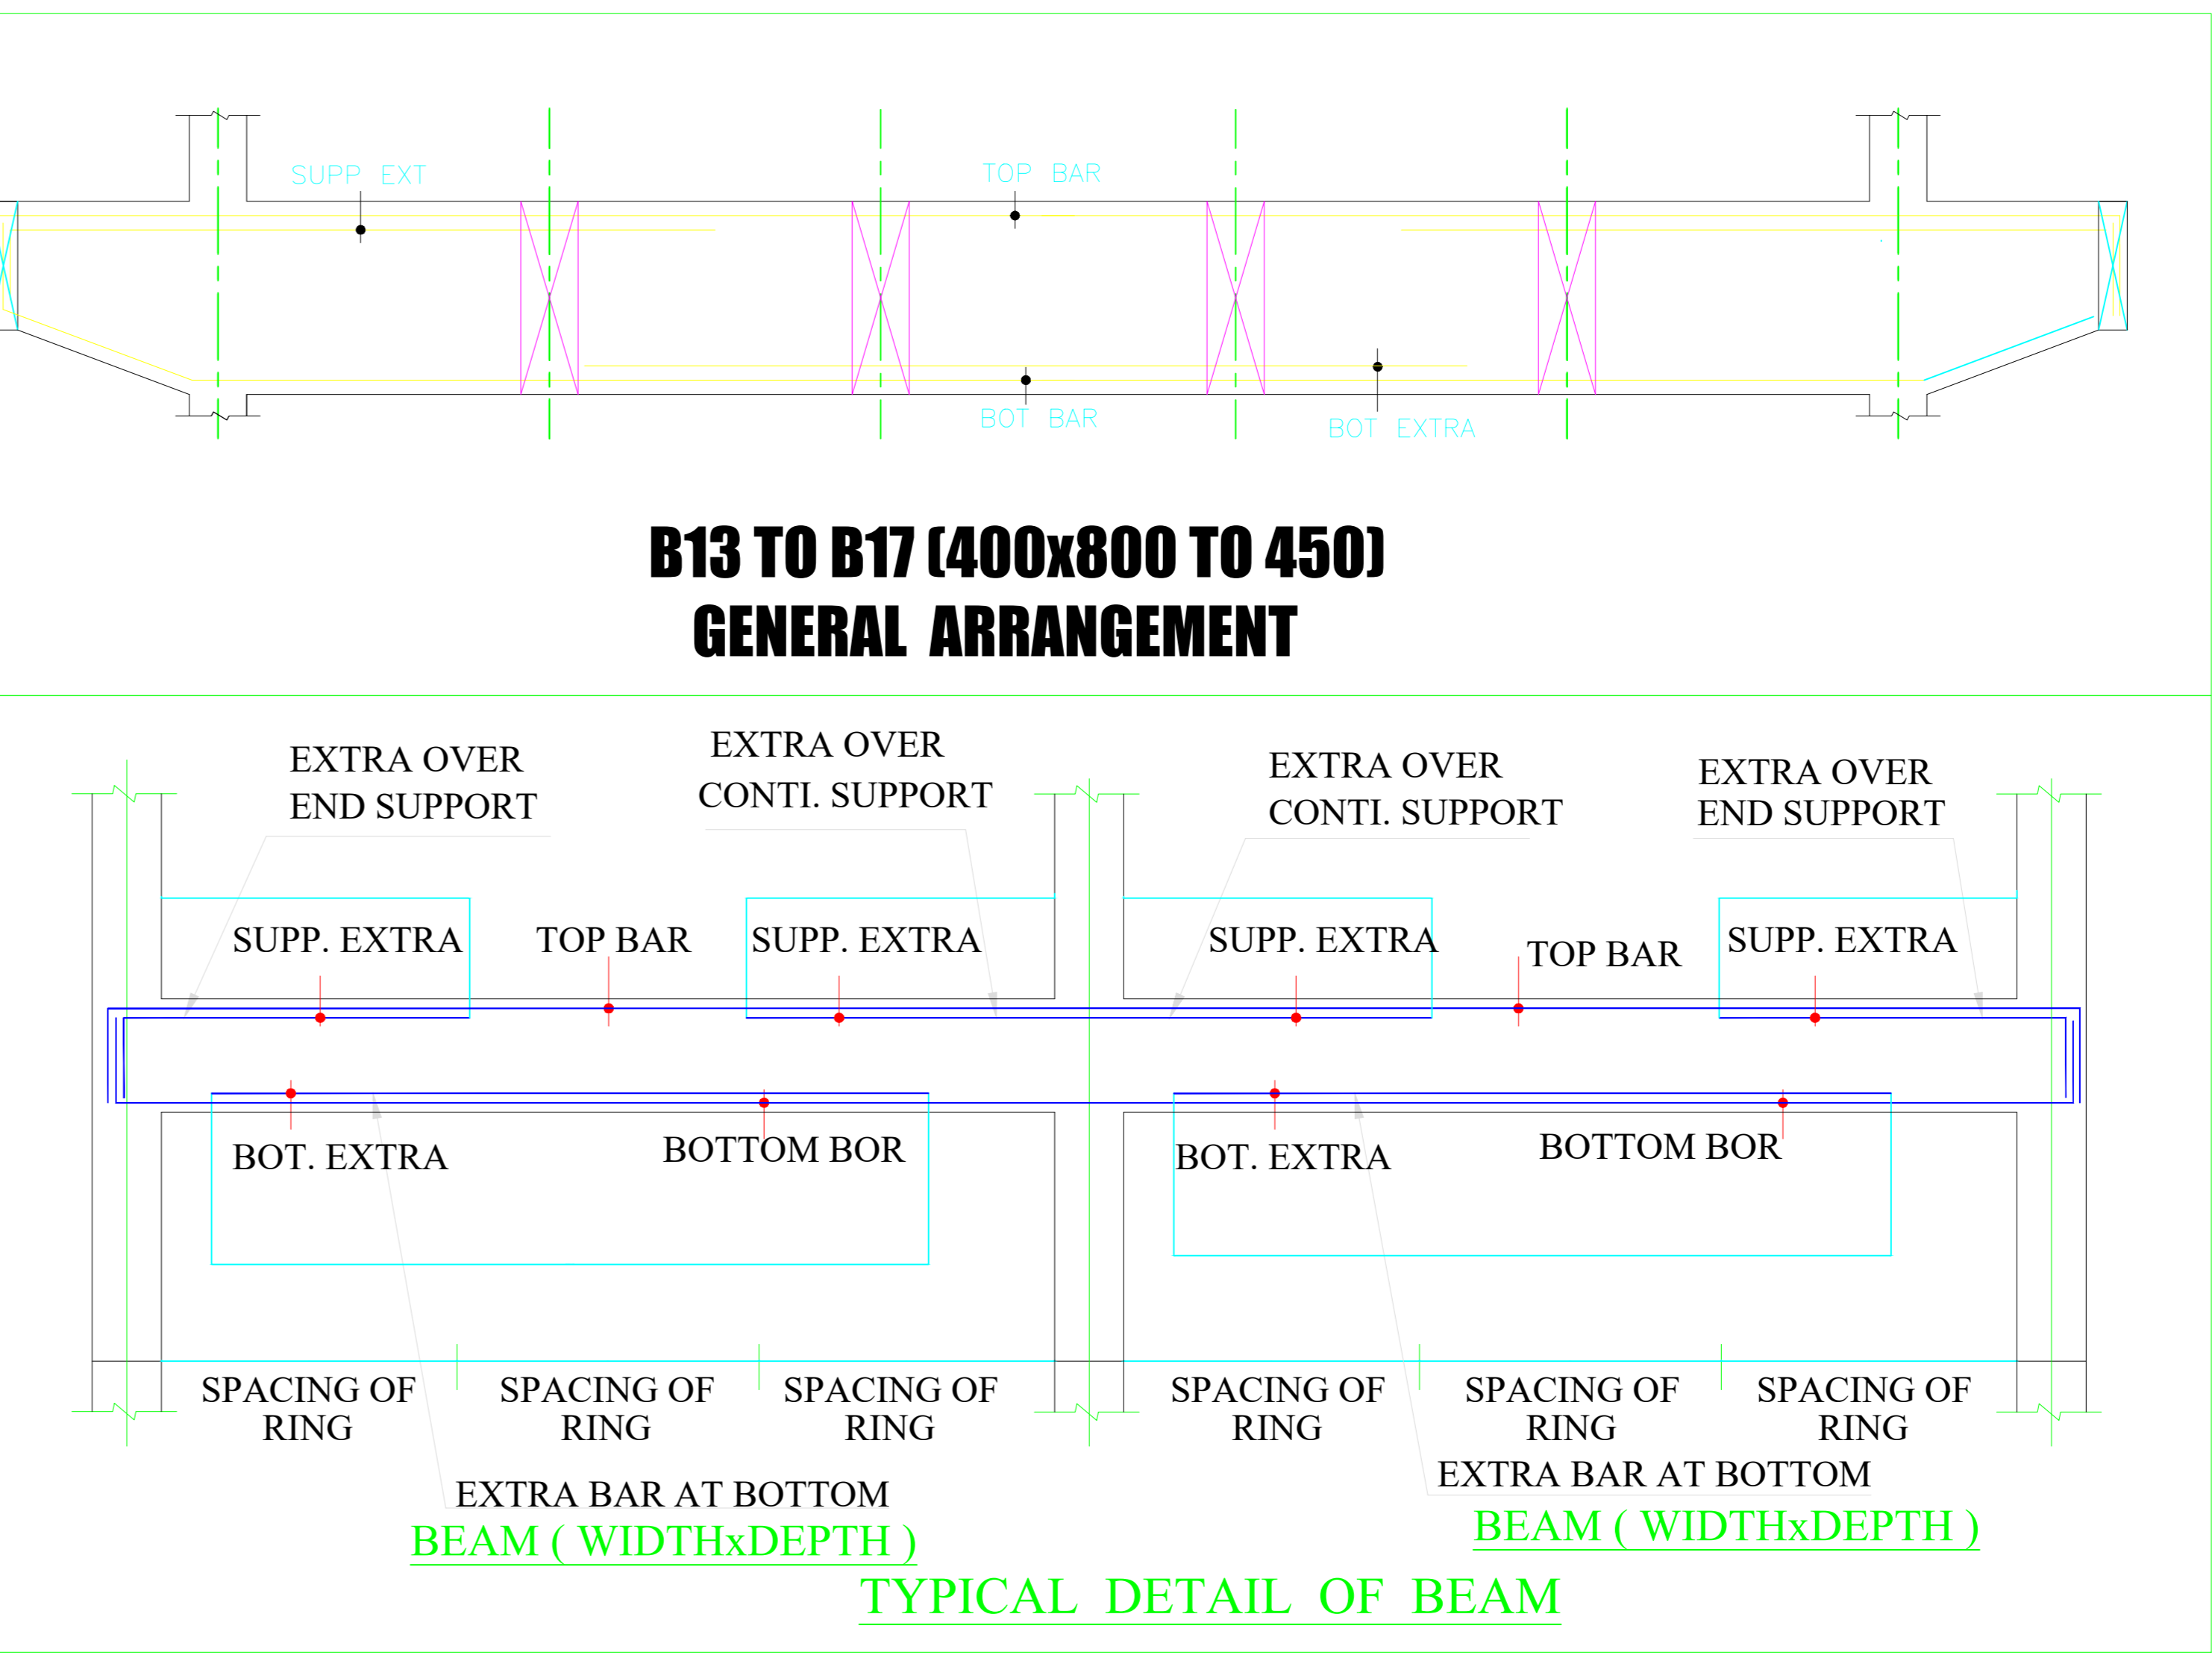 SUPP EXT
TOP BAR
BOT BAR
BOT EXTRA
B13 TO B17 (400x800 TO 450)
GENERAL ARRANGEMENT
EXTRA OVER
END SUPPORT
EXTRA OVER
CONTI. SUPPORT
EXTRA OVER
CONTI. SUPPORT
EXTRA OVER
END SUPPORT
SUPP. EXTRA
TOP BAR
SUPP. EXTRA
SUPP. EXTRA
TOP BAR
SUPP. EXTRA
BOT. EXTRA
BOTTOM BOR
BOT. EXTRA
BOTTOM BOR
SPACING OF
RING
SPACING OF
RING
SPACING OF
RING
SPACING OF
RING
SPACING OF
RING
SPACING OF
RING
EXTRA BAR AT BOTTOM
BEAM ( WIDTHxDEPTH )
EXTRA BAR AT BOTTOM
BEAM ( WIDTHxDEPTH )
TYPICAL DETAIL OF BEAM